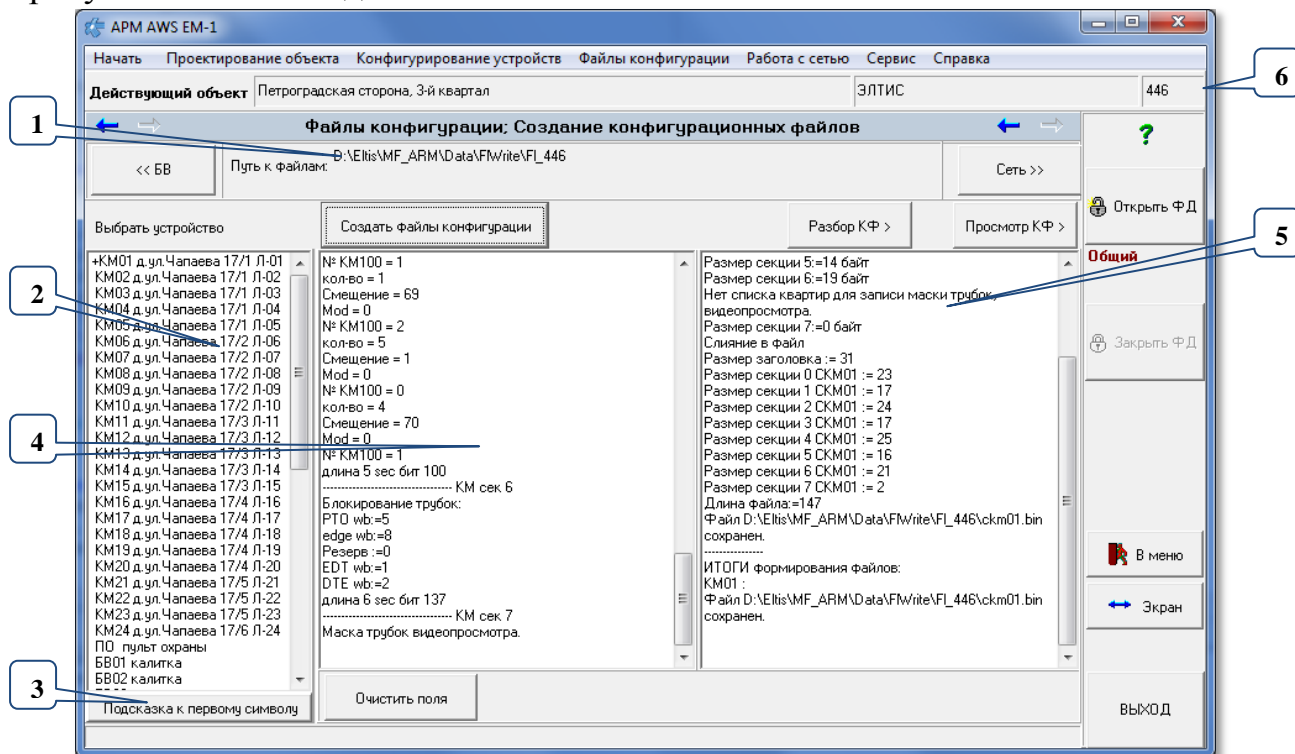 АРМ AWS EM-1
Начать Проектирование объекта Конфигурирование устройств Файлы конфигурации Работа с сетью Сервис Справка
Действующий объект Петроградская сторона, 3-й квартал ЭЛТИС 446
6
1
Файлы конфигурации; Создание конфигурационных файлов
?
<< БВ
Путь к файлам: D:\Eltis\MF_ARM\Data\FlWrite\Fl_446
Сеть >>
Открыть ФД
Выбрать устройство
Создать файлы конфигурации
Разбор КФ >
Просмотр КФ >
5
Общий
Закрыть ФД
2
+КМ01 д.ул.Чапаева 17/1 Л-01
КМ02 д.ул.Чапаева 17/1 Л-02
КМ03 д.ул.Чапаева 17/1 Л-03
КМ04 д.ул.Чапаева 17/1 Л-04
КМ05 д.ул.Чапаева 17/1 Л-05
КМ06 д.ул.Чапаева 17/2 Л-06
КМ07 д.ул.Чапаева 17/2 Л-07
КМ08 д.ул.Чапаева 17/2 Л-08
КМ09 д.ул.Чапаева 17/2 Л-09
КМ10 д.ул.Чапаева 17/2 Л-10
КМ11 д.ул.Чапаева 17/3 Л-11
КМ12 д.ул.Чапаева 17/3 Л-12
КМ13 д.ул.Чапаева 17/3 Л-13
КМ14 д.ул.Чапаева 17/3 Л-14
КМ15 д.ул.Чапаева 17/3 Л-15
КМ16 д.ул.Чапаева 17/4 Л-16
КМ17 д.ул.Чапаева 17/4 Л-17
КМ18 д.ул.Чапаева 17/4 Л-18
КМ19 д.ул.Чапаева 17/4 Л-19
КМ20 д.ул.Чапаева 17/4 Л-20
КМ21 д.ул.Чапаева 17/5 Л-21
КМ22 д.ул.Чапаева 17/5 Л-22
КМ23 д.ул.Чапаева 17/5 Л-23
КМ24 д.ул.Чапаева 17/6 Л-24
ПО пульт охраны
БВ01 калитка
БВ02 калитка
3
Подсказка к первому символу
4
№ КМ100 = 1
кол-во = 1
Смещение = 69
Mod = 0
№ КМ100 = 2
кол-во = 5
Смещение = 1
Mod = 0
№ КМ100 = 0
кол-во = 4
Смещение = 70
Mod = 0
№ КМ100 = 1
длина 5 sec бит 100
-------------------------------- КМ сек 6
Блокирование трубок:
РТО wb:=5
edge wb:=8
Резерв :=0
EDT wb:=1
DTE wb:=2
длина 6 sec бит 137
-------------------------------- КМ сек 7
Маска трубок видеопросмотра.
Очистить поля
Размер секции 5:=14 байт
Размер секции 6:=19 байт
Нет списка квартир для записи маски трубок,
видеопросмотра.
Размер секции 7:=0 байт
Слияние в файл
Размер заголовка := 31
Размер секции 0 СКМ01 := 23
Размер секции 1 СКМ01 := 17
Размер секции 2 СКМ01 := 24
Размер секции 3 СКМ01 := 17
Размер секции 4 СКМ01 := 25
Размер секции 5 СКМ01 := 16
Размер секции 6 СКМ01 := 21
Размер секции 7 СКМ01 := 2
Длина файла:=147
Файл D:\Eltis\MF_ARM\Data\FlWrite\Fl_446\ckm01.bin
сохранен.
---------------
ИТОГИ формирования файлов:
КМ01 :
Файл D:\Eltis\MF_ARM\Data\FlWrite\Fl_446\ckm01.bin
сохранен.
В меню
Экран
ВЫХОД